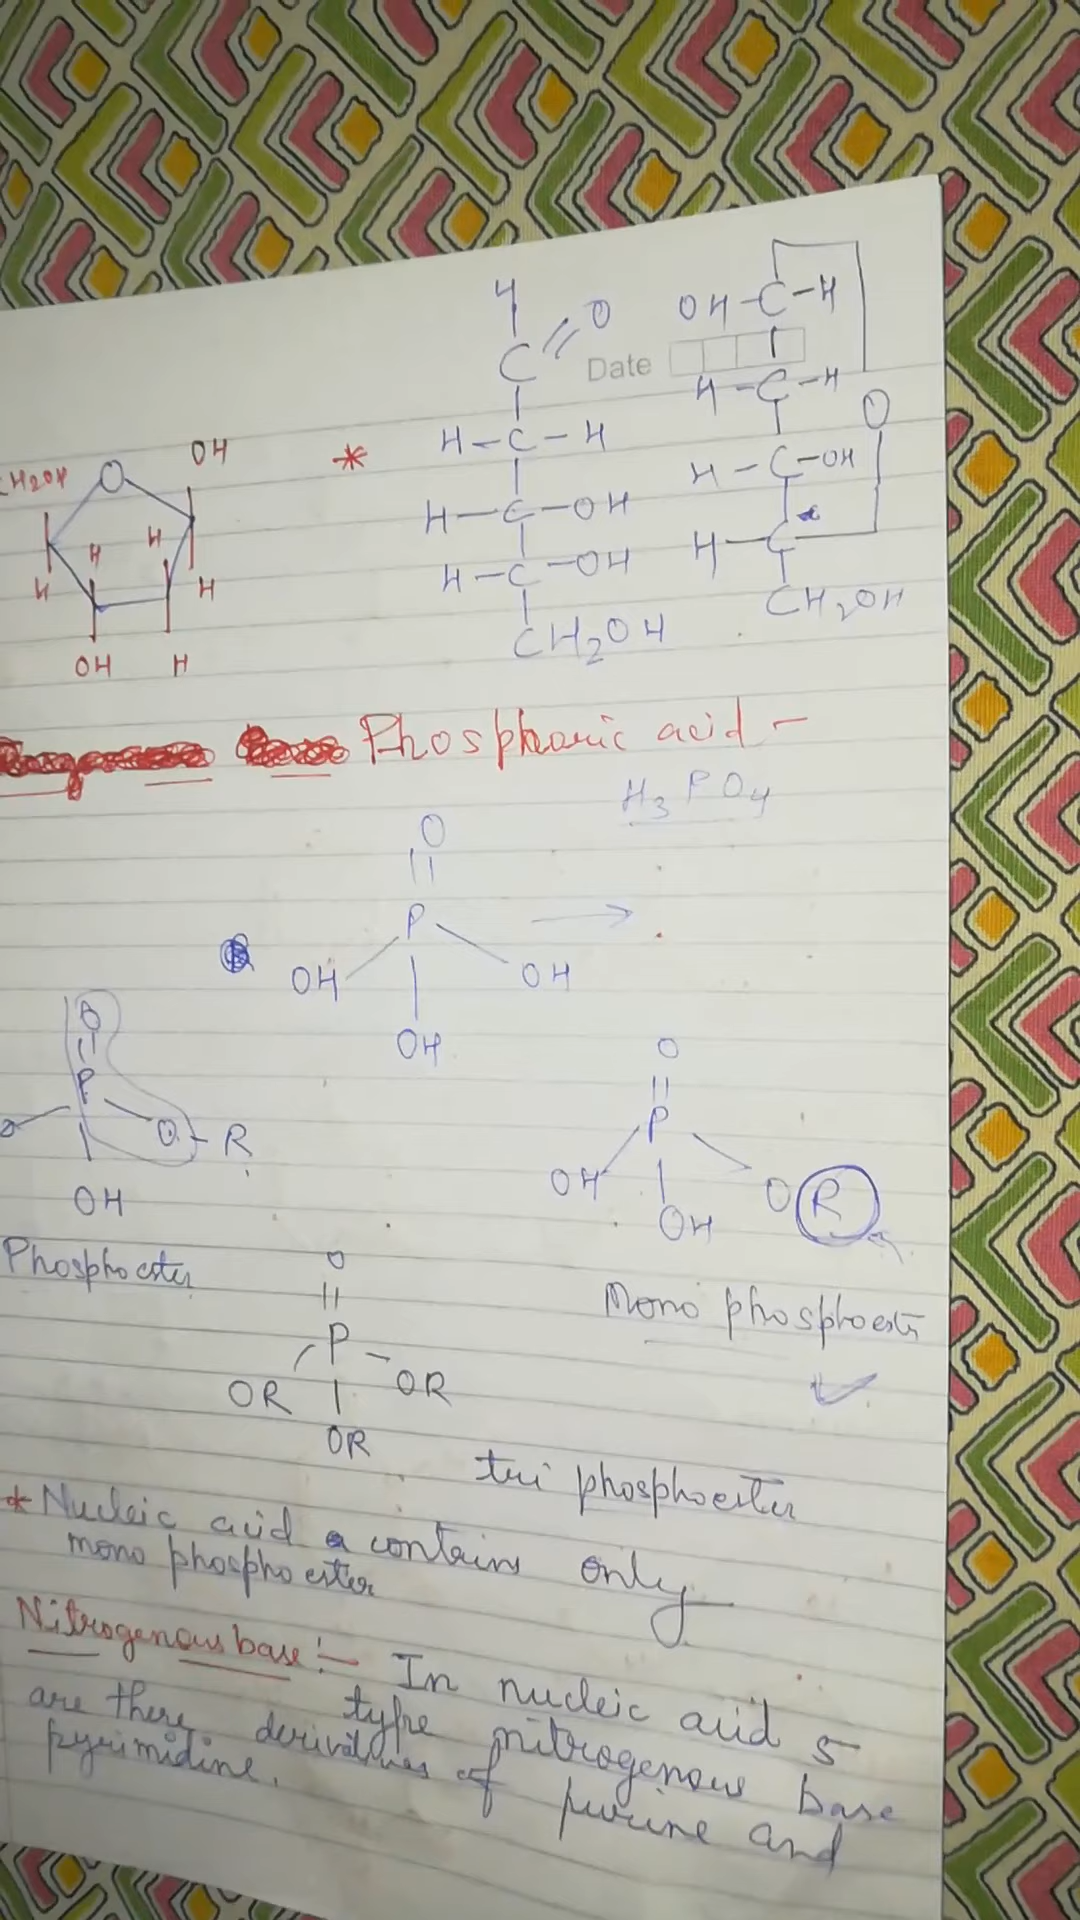 H
C
O
Date
OH-C-H
H-C-H
O
H-C-OH
H-C
CH2OH
H-C-H
H-C-OH
H-C-OH
CH2OH
*
CH2OH
O
OH
H
H
H
H
OH
H
Phosphoric acid -
H3PO4
O
P
OH
OH
OH
O
P
O
O-R
OH
Phosphoester
O
P
OH
OH
OR
Mono phosphoester
O
P
OR
OR
OR
tri phosphoester
* Nucleic acid contains only
mono phosphoester
Nitrogenous base :- In nucleic acid 5
type nitrogenous base
are there derivatives of purine and
pyrimidine.